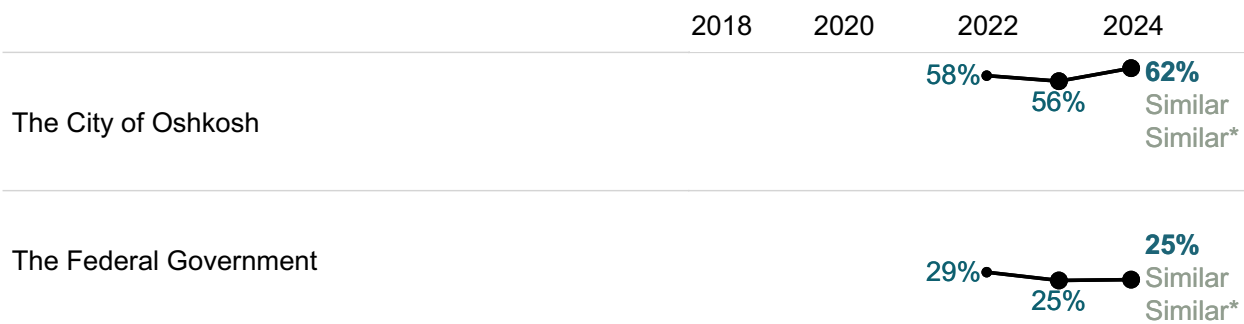 2018 2020 2022 2024
58% 62%
56% Similar
The City of Oshkosh
Similar*
25%
The Federal Government
29% Similar
25% Similar*